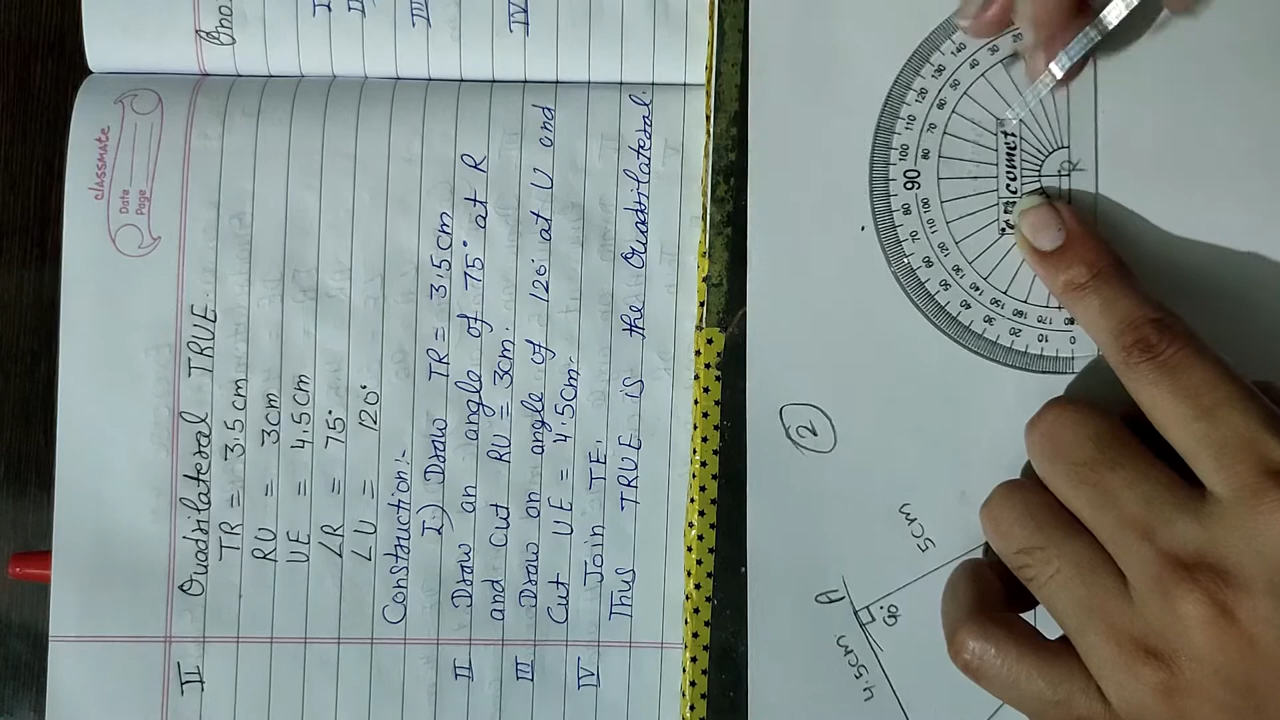 classmate
Date
Page
II Quadrilateral TRUE.
TR = 3.5 cm
RU = 3cm
UE = 4.5cm
∠R = 75°
∠U = 120°
Construction:-
I.) Draw TR = 3.5cm
II Draw an angle of 75° at R
and cut RU = 3cm.
III Draw an angle of 120° at U and
Cut UE = 4.5cm.
IV Join TE.
Thus TRUE is the Quadrilateral.
III
IV
2
A
90°
4.5cm
5cm
R
comet
90